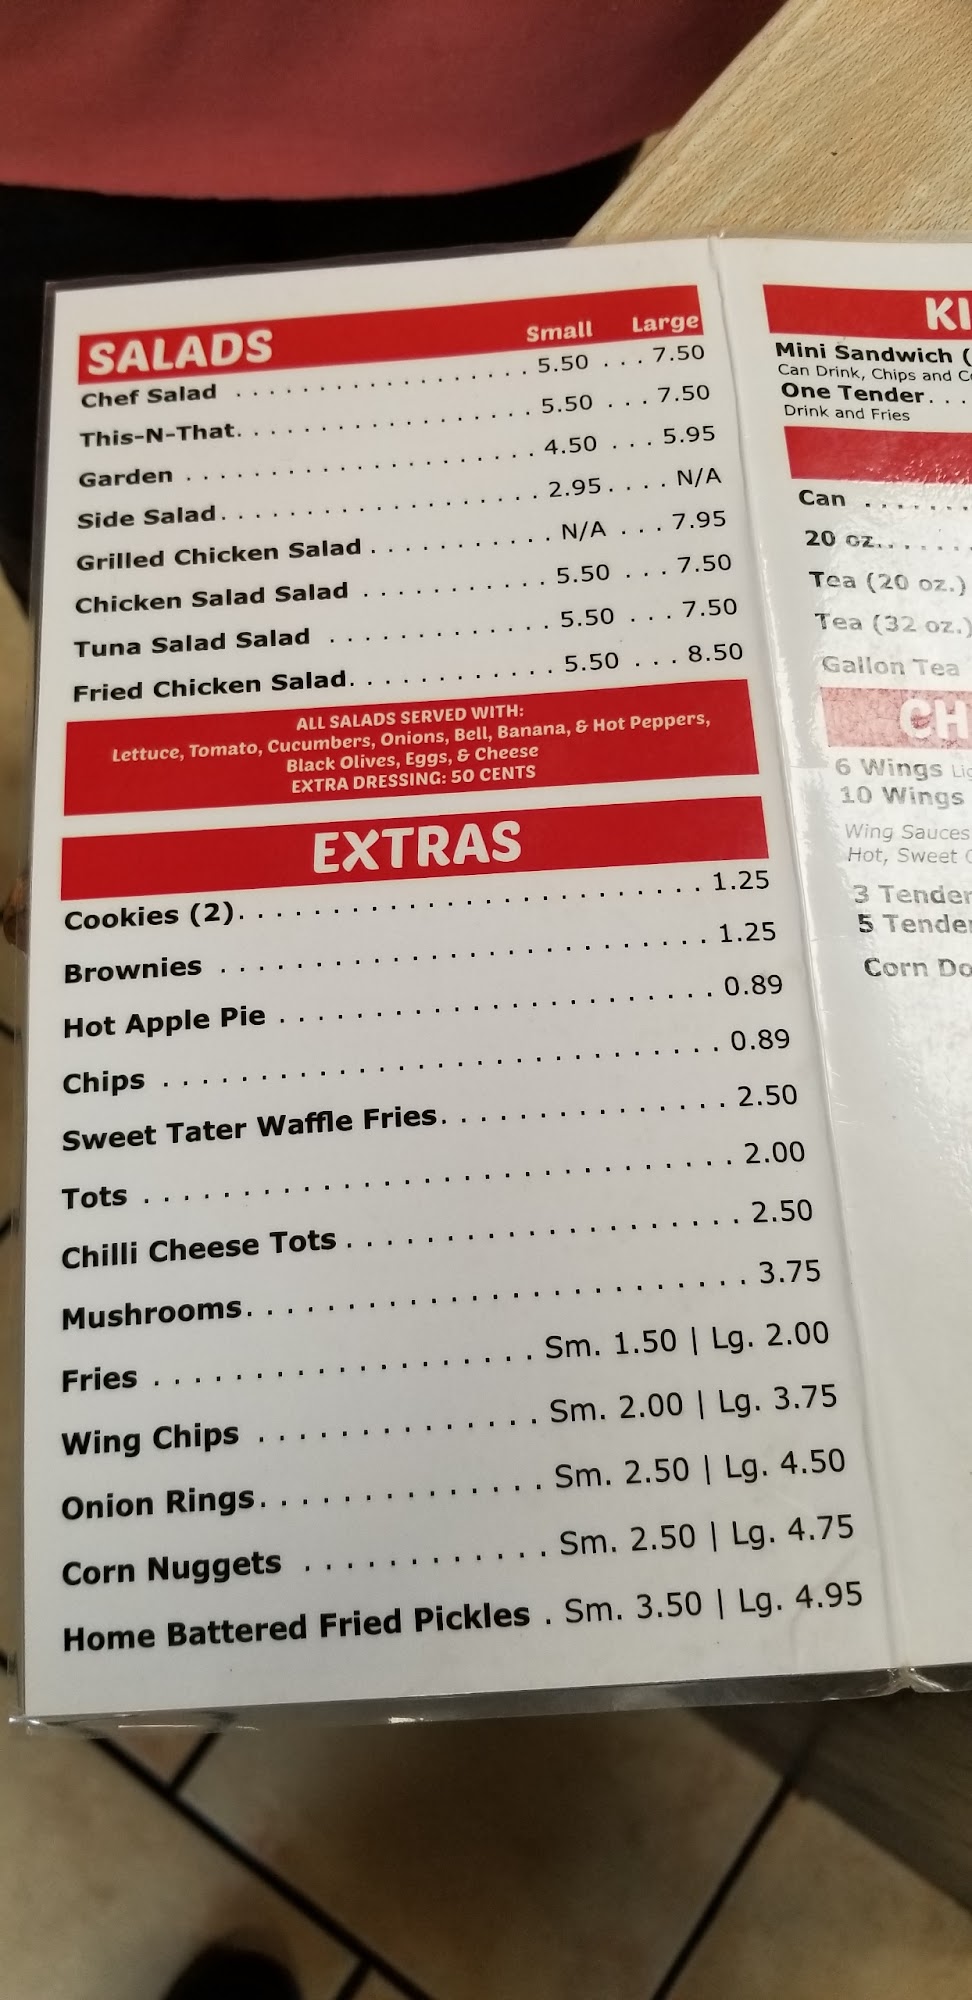 SALADS Small Large
Chef Salad . . . . . . . . . . . . . . . . . . . . 5.50 . . . 7.50
This-N-That. . . . . . . . . . . . . . . . . . . 5.50 . . . 7.50
Garden . . . . . . . . . . . . . . . . . . . . . . 4.50 . . . 5.95
Side Salad. . . . . . . . . . . . . . . . . . . . 2.95. . . . N/A
Grilled Chicken Salad . . . . . . . . . . . N/A . . . 7.95
Chicken Salad Salad . . . . . . . . . . . 5.50 . . . 7.50
Tuna Salad Salad . . . . . . . . . . . . . 5.50 . . . 7.50
Fried Chicken Salad. . . . . . . . . . . . 5.50 . . . 8.50
ALL SALADS SERVED WITH:
Lettuce, Tomato, Cucumbers, Onions, Bell, Banana, & Hot Peppers,
Black Olives, Eggs, & Cheese
EXTRA DRESSING: 50 CENTS
EXTRAS
Cookies (2). . . . . . . . . . . . . . . . . . . . . . . . 1.25
Brownies . . . . . . . . . . . . . . . . . . . . . . . . . 1.25
Hot Apple Pie . . . . . . . . . . . . . . . . . . . . . . 0.89
Chips . . . . . . . . . . . . . . . . . . . . . . . . . . . . 0.89
Sweet Tater Waffle Fries. . . . . . . . . . . . . . . 2.50
Tots . . . . . . . . . . . . . . . . . . . . . . . . . . . . . 2.00
Chilli Cheese Tots . . . . . . . . . . . . . . . . . . . . 2.50
Mushrooms. . . . . . . . . . . . . . . . . . . . . . . . . 3.75
Fries . . . . . . . . . . . . . . . . . . . Sm. 1.50 | Lg. 2.00
Wing Chips . . . . . . . . . . . . . . Sm. 2.00 | Lg. 3.75
Onion Rings. . . . . . . . . . . . . . Sm. 2.50 | Lg. 4.50
Corn Nuggets . . . . . . . . . . . . Sm. 2.50 | Lg. 4.75
Home Battered Fried Pickles . Sm. 3.50 | Lg. 4.95
KI
Mini Sandwich (
Can Drink, Chips and C
One Tender. . .
Drink and Fries
Can . . . . . . .
20 oz. . . . . . .
Tea (20 oz.)
Tea (32 oz.)
Gallon Tea
CH
6 Wings
10 Wings
Wing Sauces
Hot, Sweet
3 Tender
5 Tender
Corn Do